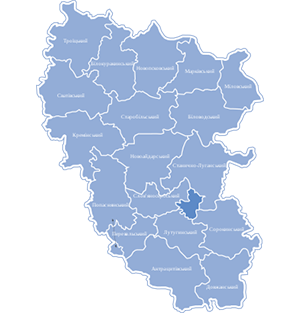 Троїцький
Білокуракинський
Новопсковський
Марківський
Міловський
Сватівський
Старобільський
Біловодський
Кремінський
Новоайдарський
Станично-Луганський
Слов'яносербський
Попаснянський
Перевальський
Лутугинський
Сорокинський
Антрацитівський
Довжанський